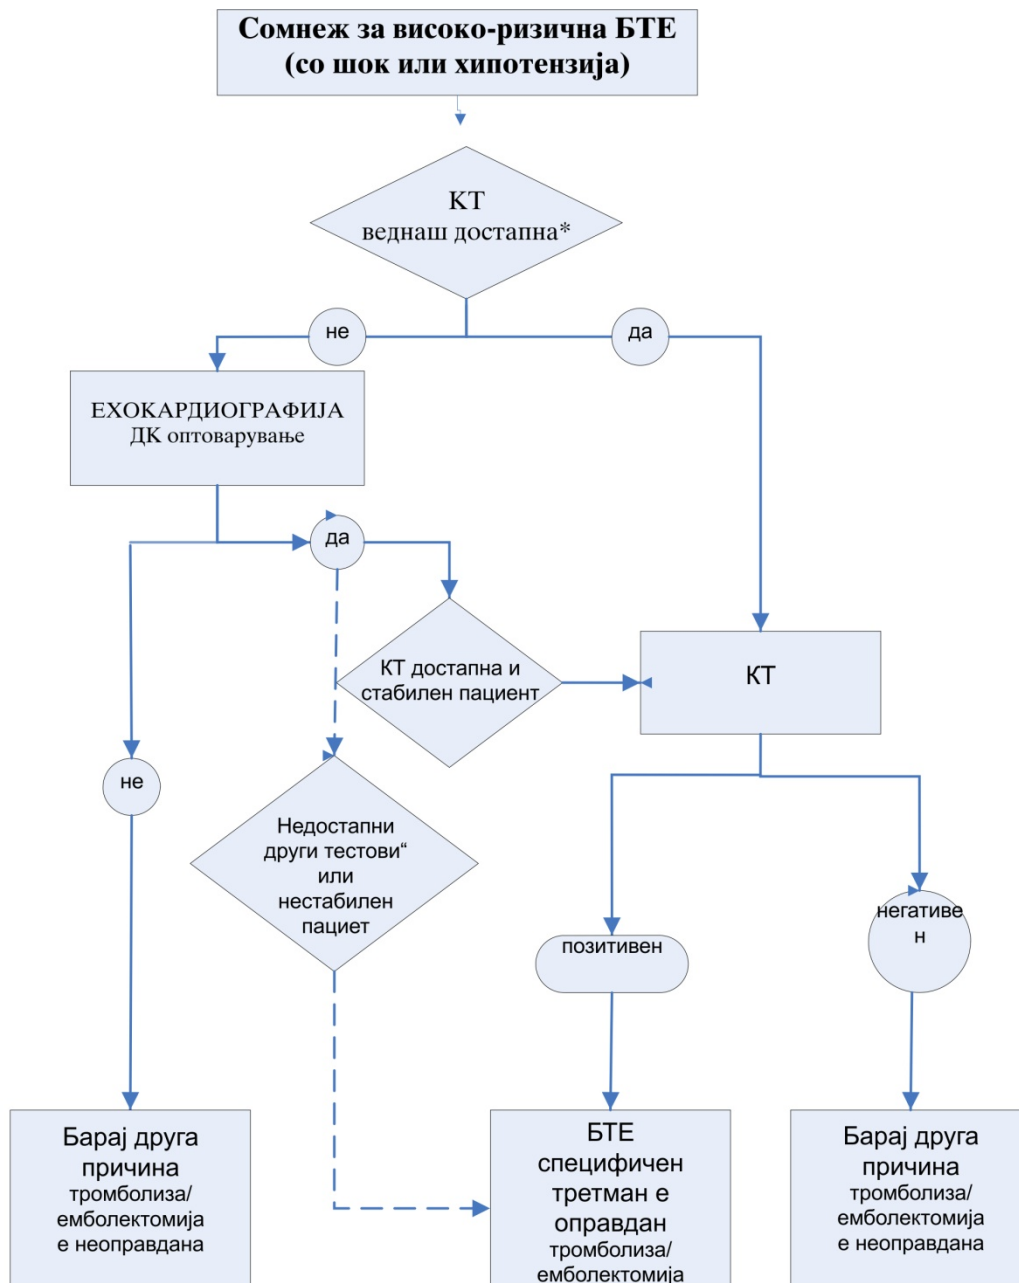 Сомнеж за високо-ризична БТЕ
(со шок или хипотензија)
КТ
веднаш достапна*
не
да
ЕХОКАРДИОГРАФИЈА
ДК оптоварување
да
КТ достапна и
стабилен пациент
КТ
не
Недостапни
други тестови“
или
нестабилен
пациет
позитивен
негативе
н
Барај друга
причина
тромболиза/
емболектомија
е неоправдана
БТЕ
специфичен
третман е
оправдан
тромболиза/
емболектомија
Барај друга
причина
тромболиза/
емболектомија
е неоправдана